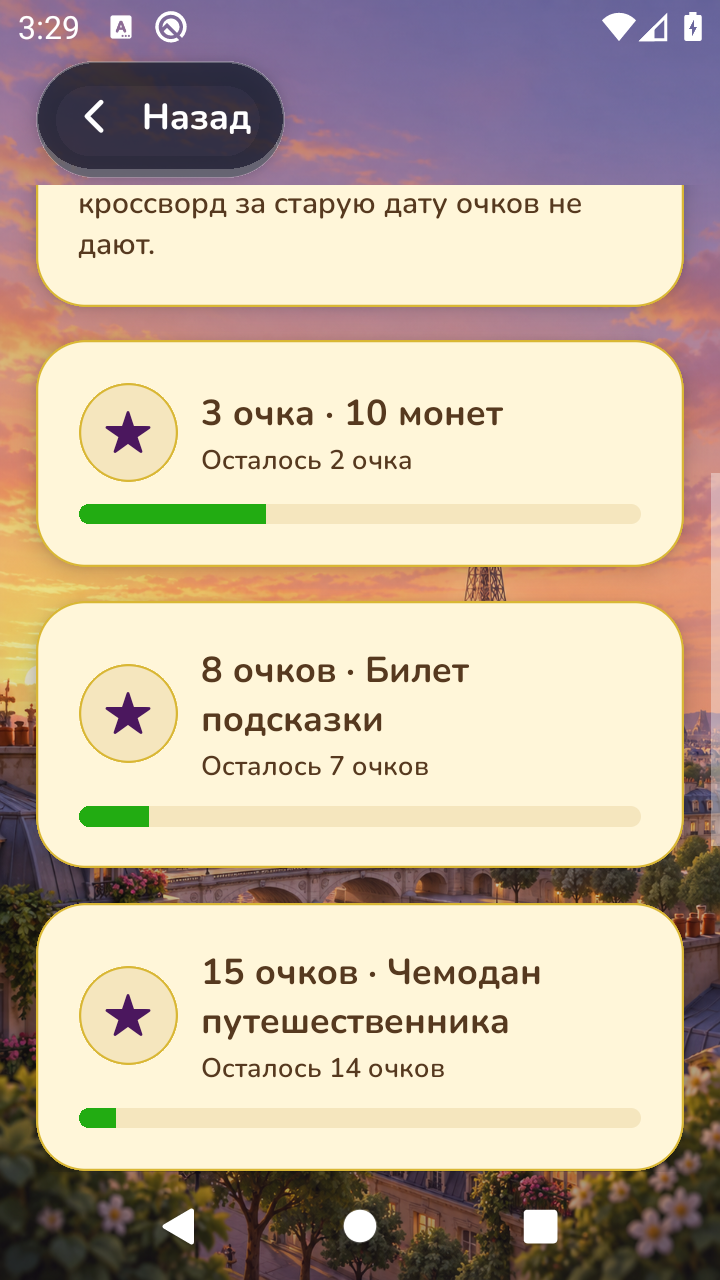 3:29
Назад
кроссворд за старую дату очков не
дают.
3 очка · 10 монет
Осталось 2 очка
8 очков · Билет
подсказки
Осталось 7 очков
15 очков · Чемодан
путешественника
Осталось 14 очков